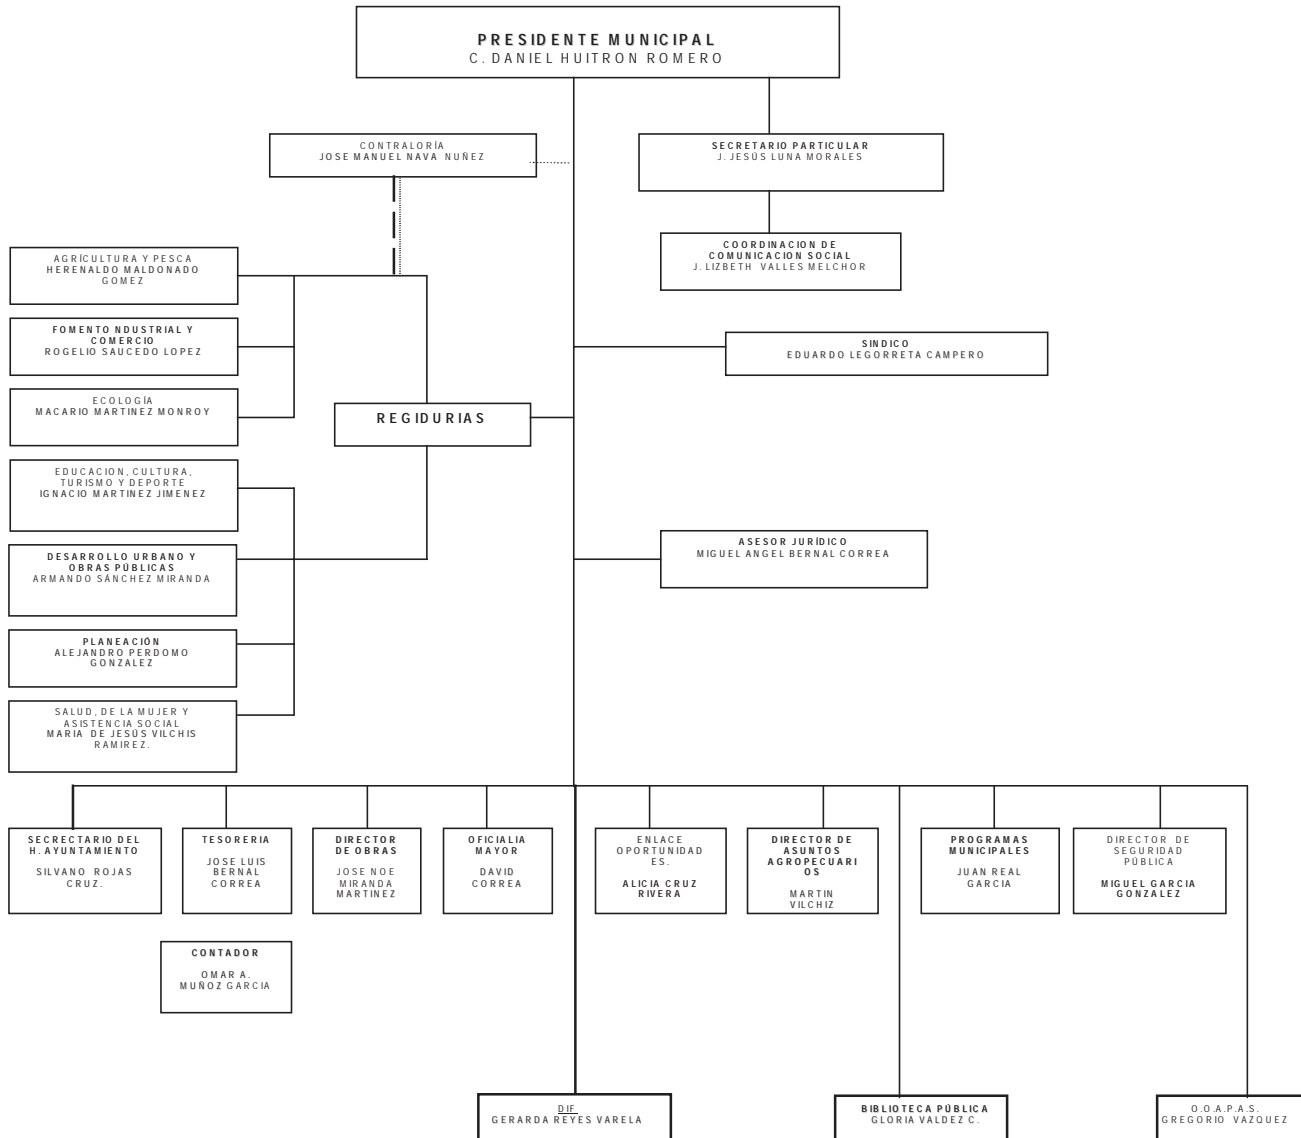 PRESIDENTE MUNICIPAL
C. DANIEL HUITRON ROMERO
CONTRALORÍA
JOSE MANUEL NAVA NUÑEZ
SECRETARIO PARTICULAR
J. JESÚS LUNA MORALES
COORDINACION DE
COMUNICACION SOCIAL
J. LIZBETH VALLES MELCHOR
AGRÍCULTURA Y PESCA
HERENALDO MALDONADO
GOMEZ
FOMENTO NDUSTRIAL Y
COMERCIO
ROGELIO SAUCEDO LOPEZ
SINDICO
EDUARDO LEGORRETA CAMPERO
ECOLOGÍA
MACARIO MARTINEZ MONROY
REGIDURIAS
EDUCACION, CULTURA,
TURISMO Y DEPORTE
IGNACIO MARTINEZ JIMENEZ
ASESOR JURÍDICO
MIGUEL ANGEL BERNAL CORREA
DESARROLLO URBANO Y
OBRAS PÚBLICAS
ARMANDO SÁNCHEZ MIRANDA
PLANEACIÓN
ALEJANDRO PERDOMO
GONZALEZ
SALUD, DE LA MUJER Y
ASISTENCIA SOCIAL
MARIA DE JESÚS VILCHIS
RAMIREZ.
SECRECTARIO DEL
H. AYUNTAMIENTO
SILVANO ROJAS
CRUZ.
TESORERIA
JOSE LUIS
BERNAL
CORREA
DIRECTOR
DE OBRAS
JOSE NOE
MIRANDA
MARTINEZ
OFICIALIA
MAYOR
DAVID
CORREA
ENLACE
OPORTUNIDAD
ES.
ALICIA CRUZ
RIVERA
DIRECTOR DE
ASUNTOS
AGROPECUARI
OS
MARTIN
VILCHIZ
PROGRAMAS
MUNICIPALES
JUAN REAL
GARCIA
DIRECTOR DE
SEGURIDAD
PÚBLICA
MIGUEL GARCIA
GONZALEZ
CONTADOR
OMAR A.
MUÑOZ GARCIA
DIF
GERARDA REYES VARELA
BIBLIOTECA PÚBLICA
GLORIA VALDEZ C.
O.O.A.P.A.S.
GREGORIO VAZQUEZ